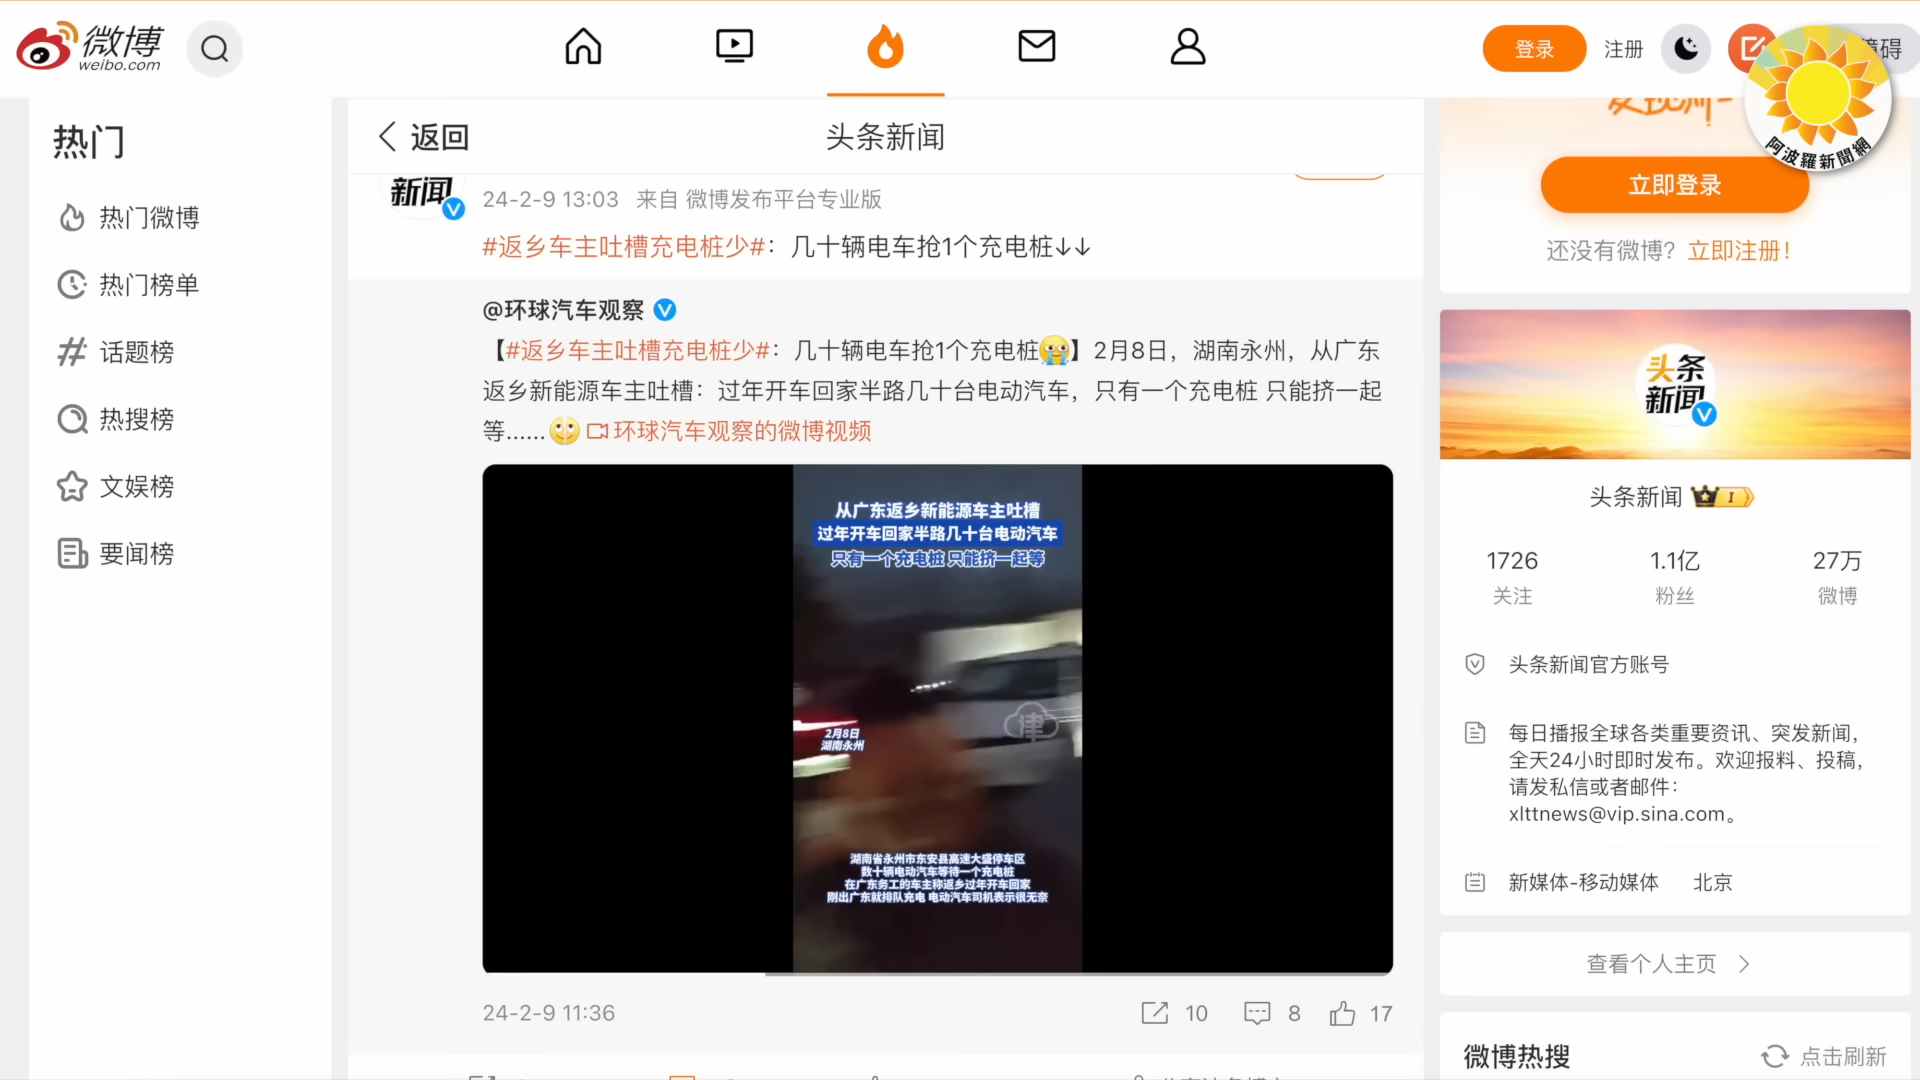 微博
weibo.com
登录
注册
障碍
阿波羅新聞網
热门
热门微博
热门榜单
话题榜
热搜榜
文娱榜
要闻榜
返回
头条新闻
新闻
24-2-9 13:03 来自 微博发布平台专业版
#返乡车主吐槽充电桩少#：几十辆电车抢1个充电桩↓↓
@环球汽车观察
【#返乡车主吐槽充电桩少#：几十辆电车抢1个充电桩😭】2月8日，湖南永州，从广东
返乡新能源车主吐槽：过年开车回家半路几十台电动汽车，只有一个充电桩 只能挤一起
等......🙄 环球汽车观察的微博视频
从广东返乡新能源车主吐槽
过年开车回家半路几十台电动汽车
只有一个充电桩 只能挤一起等
津
2月8日
湖南永州
湖南省永州市东安县高速大盛停车区
数十辆电动汽车等待一个充电桩
在广东务工的车主称返乡过年开车回家
刚出广东就排队充电 电动汽车司机表示很无奈
24-2-9 11:36
10
8
17
立即登录
还没有微博？立即注册！
头条
新闻
头条新闻 I
1726
1.1亿
27万
关注
粉丝
微博
头条新闻官方账号
每日播报全球各类重要资讯、突发新闻，
全天24小时即时发布。欢迎报料、投稿，
请发私信或者邮件：
xlttnews@vip.sina.com。
新媒体-移动媒体 北京
查看个人主页
微博热搜
点击刷新